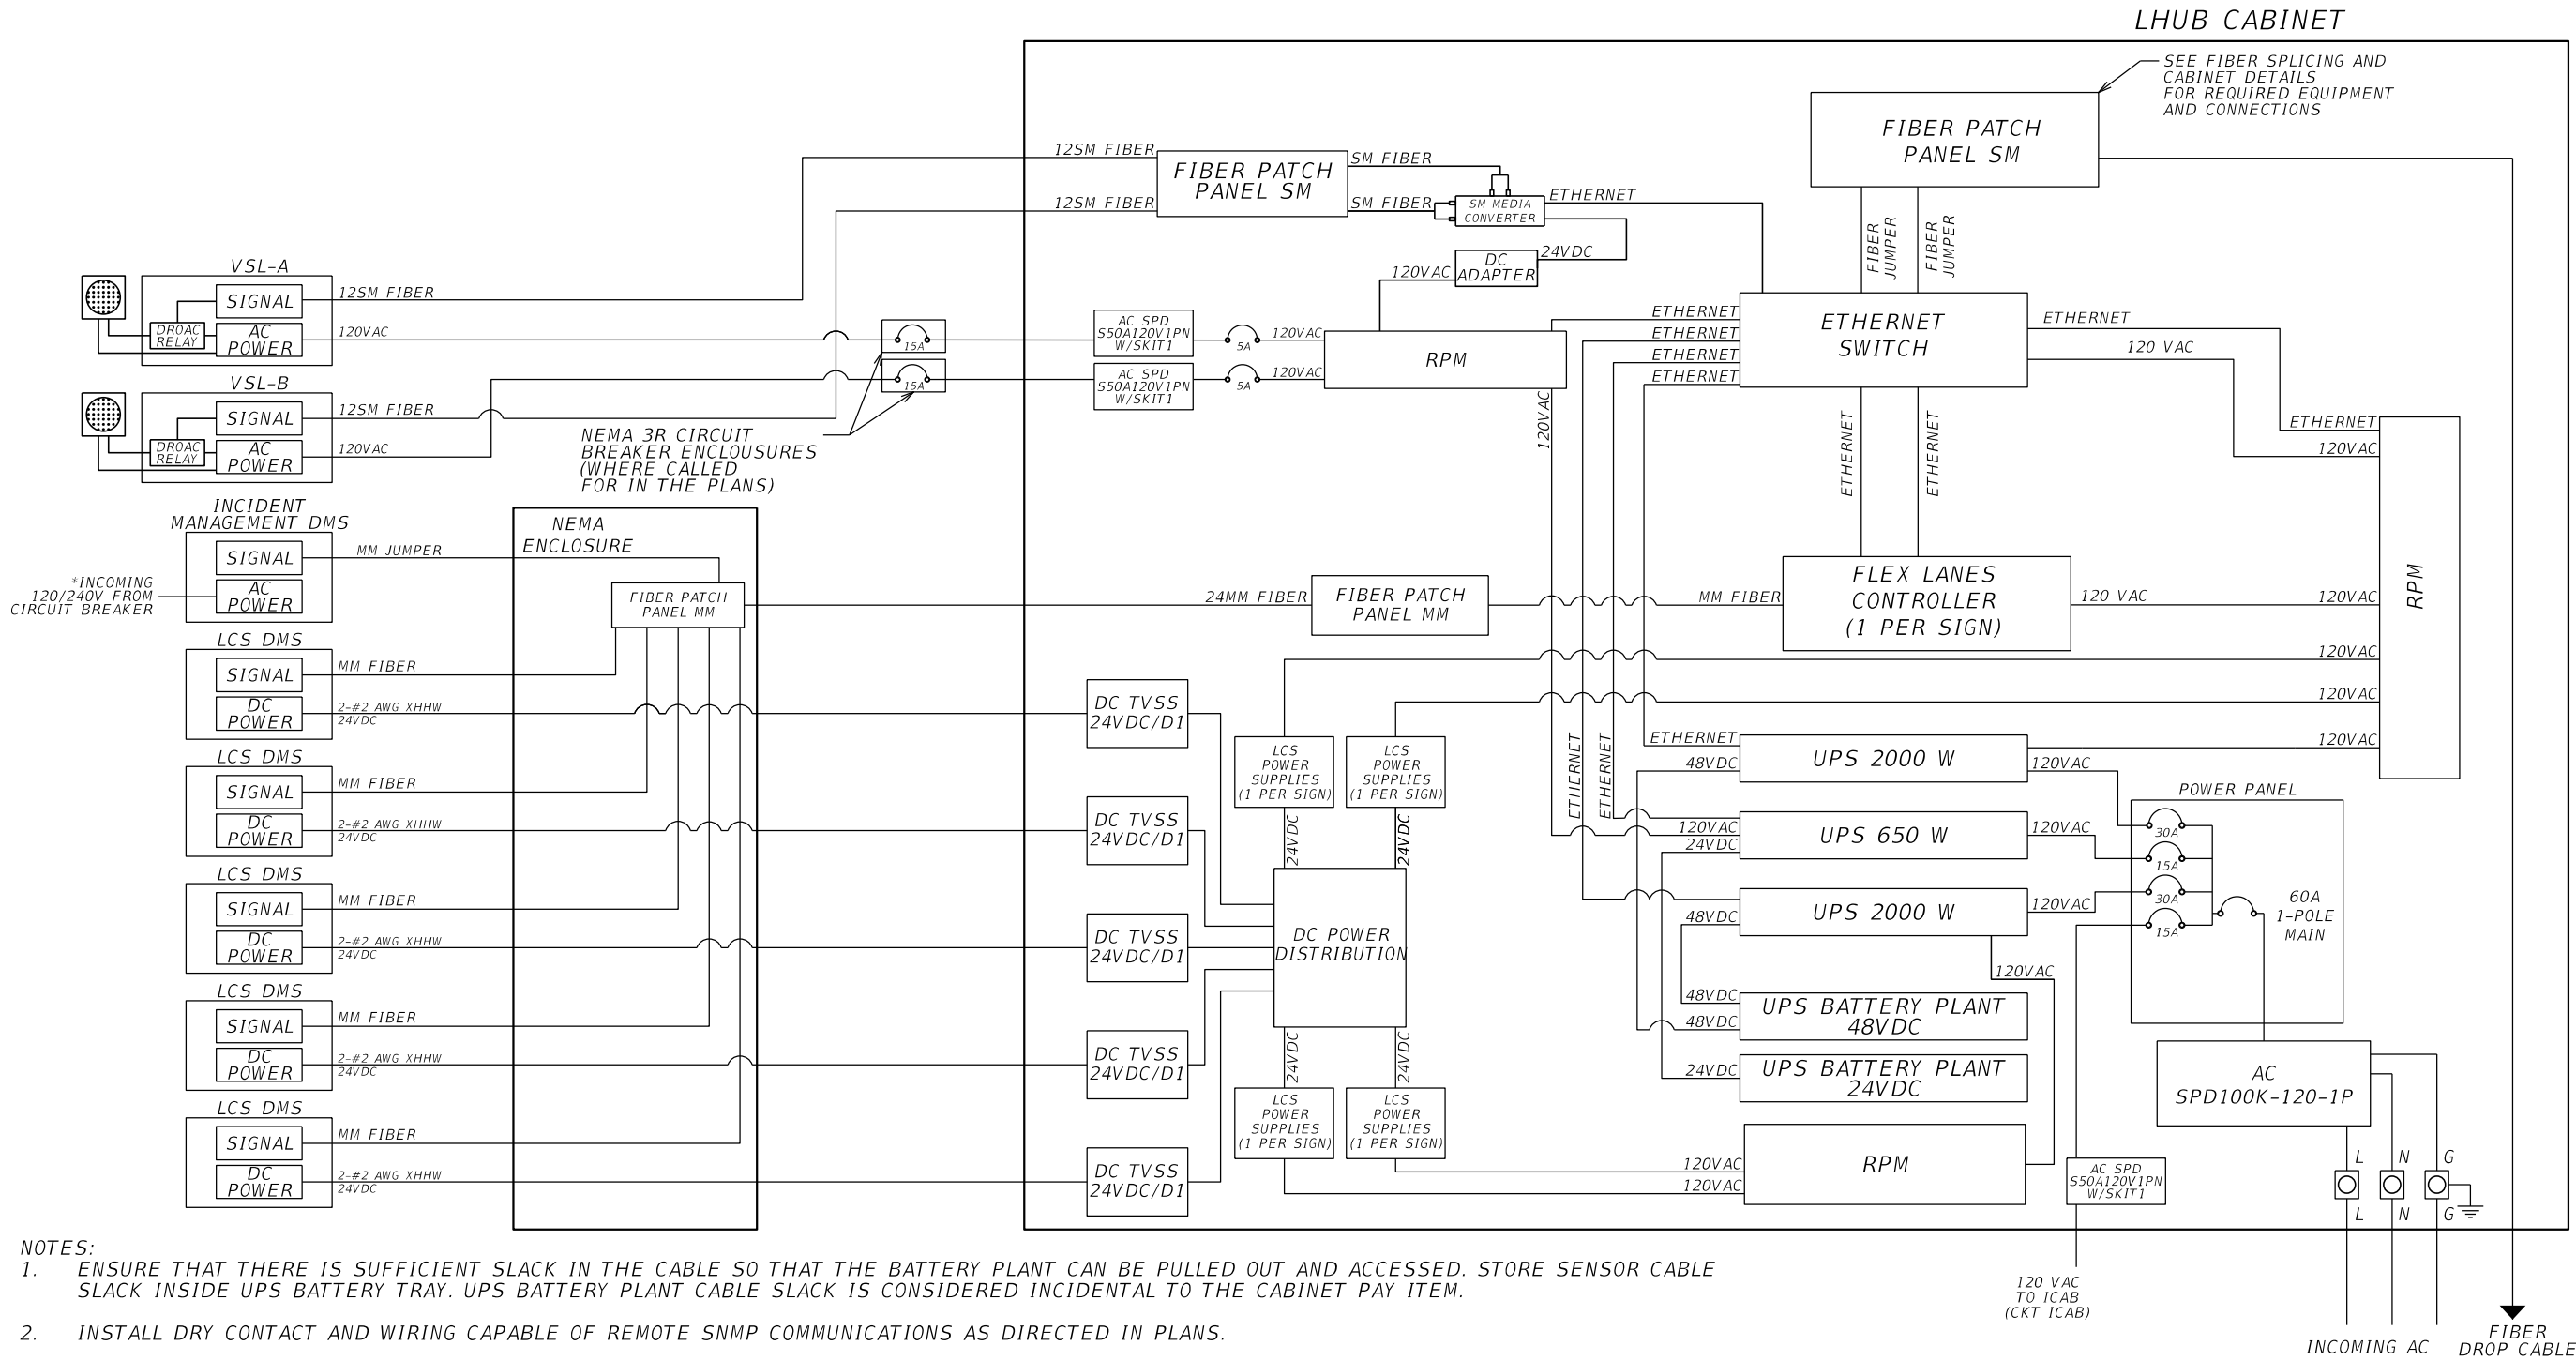 LHUB CABINET
SEE FIBER SPLICING AND
CABINET DETAILS
FOR REQUIRED EQUIPMENT
AND CONNECTIONS
FIBER PATCH
PANEL SM
12SM FIBER
12SM FIBER
FIBER PATCH
PANEL SM
SM FIBER
SM FIBER
SM MEDIA
CONVERTER
ETHERNET
24VDC
DC
ADAPTER
120VAC
FIBER
JUMPER
FIBER
JUMPER
VSL-A
SIGNAL
DROAC
RELAY
AC
POWER
12SM FIBER
120VAC
15A
AC SPD
S50A120V1PN
W/SKIT1
5A
120VAC
VSL-B
SIGNAL
DROAC
RELAY
AC
POWER
12SM FIBER
120VAC
15A
AC SPD
S50A120V1PN
W/SKIT1
5A
120VAC
RPM
120VAC
NEMA 3R CIRCUIT
BREAKER ENCLOUSURES
(WHERE CALLED
FOR IN THE PLANS)
ETHERNET
ETHERNET
ETHERNET
ETHERNET
ETHERNET
SWITCH
ETHERNET
120 VAC
ETHERNET
120VAC
ETHERNET
ETHERNET
INCIDENT
MANAGEMENT DMS
SIGNAL
AC
POWER
MM JUMPER
*INCOMING
120/240V FROM
CIRCUIT BREAKER
NEMA
ENCLOSURE
FIBER PATCH
PANEL MM
24MM FIBER
FIBER PATCH
PANEL MM
MM FIBER
FLEX LANES
CONTROLLER
(1 PER SIGN)
120 VAC
120VAC
120VAC
120VAC
120VAC
RPM
LCS DMS
SIGNAL
DC
POWER
MM FIBER
2-#2 AWG XHHW
24VDC
DC TVSS
24VDC/D1
LCS DMS
SIGNAL
DC
POWER
MM FIBER
2-#2 AWG XHHW
24VDC
DC TVSS
24VDC/D1
LCS DMS
SIGNAL
DC
POWER
MM FIBER
2-#2 AWG XHHW
24VDC
DC TVSS
24VDC/D1
LCS DMS
SIGNAL
DC
POWER
MM FIBER
2-#2 AWG XHHW
24VDC
DC TVSS
24VDC/D1
LCS DMS
SIGNAL
DC
POWER
MM FIBER
2-#2 AWG XHHW
24VDC
DC TVSS
24VDC/D1
LCS
POWER
SUPPLIES
(1 PER SIGN)
LCS
POWER
SUPPLIES
(1 PER SIGN)
24VDC
24VDC
DC POWER
DISTRIBUTION
24VDC
24VDC
LCS
POWER
SUPPLIES
(1 PER SIGN)
LCS
POWER
SUPPLIES
(1 PER SIGN)
ETHERNET
ETHERNET
ETHERNET
48VDC
UPS 2000 W
120VAC
120VAC
24VDC
UPS 650 W
120VAC
48VDC
UPS 2000 W
120VAC
120VAC
48VDC
48VDC
UPS BATTERY PLANT
48VDC
24VDC
UPS BATTERY PLANT
24VDC
120VAC
120VAC
RPM
POWER PANEL
30A
15A
30A
15A
60A
1-POLE
MAIN
AC
SPD100K-120-1P
AC SPD
S50A120V1PN
W/SKIT1
L
N
G
L
N
G
120 VAC
TO ICAB
(CKT ICAB)
INCOMING AC
FIBER
DROP CABLE
NOTES:
1. ENSURE THAT THERE IS SUFFICIENT SLACK IN THE CABLE SO THAT THE BATTERY PLANT CAN BE PULLED OUT AND ACCESSED. STORE SENSOR CABLE
SLACK INSIDE UPS BATTERY TRAY. UPS BATTERY PLANT CABLE SLACK IS CONSIDERED INCIDENTAL TO THE CABINET PAY ITEM.
2. INSTALL DRY CONTACT AND WIRING CAPABLE OF REMOTE SNMP COMMUNICATIONS AS DIRECTED IN PLANS.